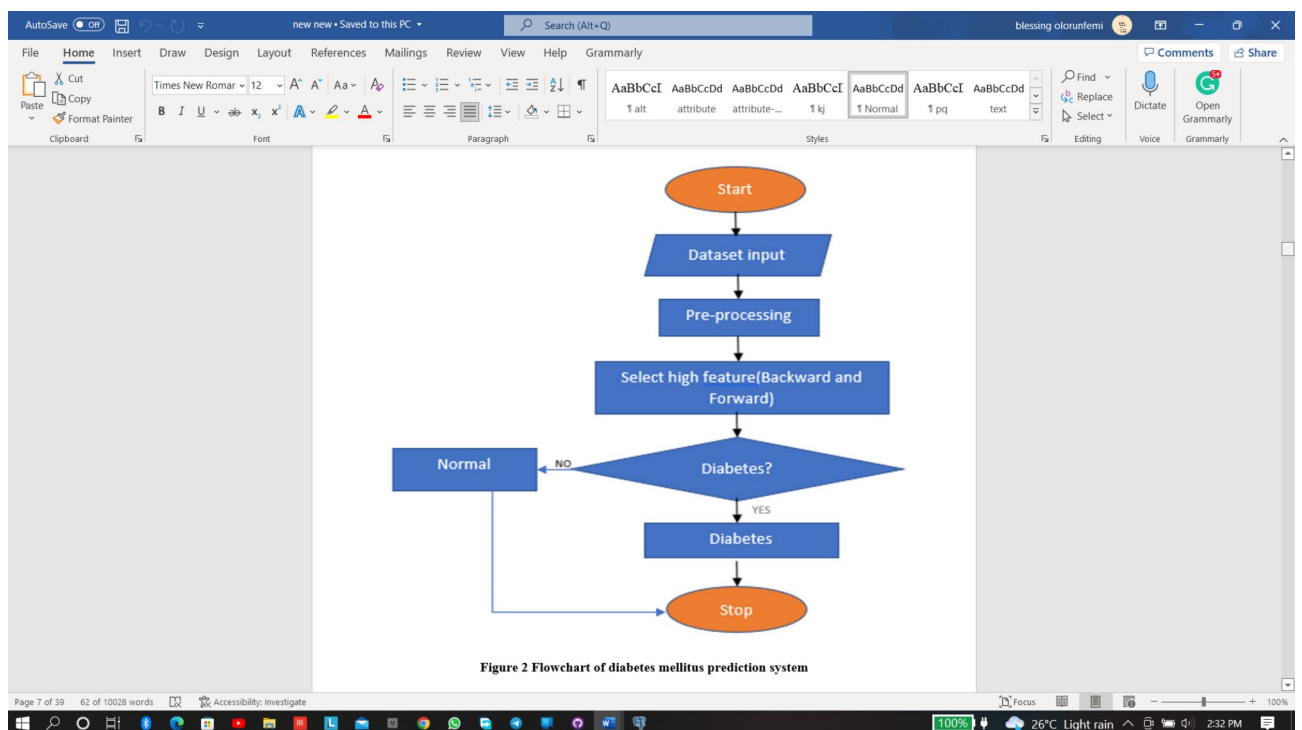 AutoSave Off new new • Saved to this PC Search (Alt+Q) blessing olorunfemi
File Home Insert Draw Design Layout References Mailings Review View Help Grammarly Comments Share
Paste
Cut
Copy
Format Painter
Clipboard
Times New Romar 12
Font
Paragraph
AaBbCcI AaBbCcDd AaBbCcDd AaBbCcI AaBbCcDd AaBbCcI AaBbCcDd
¶ alt attribute attribute-... ¶ kj ¶ Normal ¶ pq text
Styles
Find
Replace
Select
Editing
Dictate
Voice
Open
Grammarly
Grammarly
Start
Dataset input
Pre-processing
Select high feature(Backward and
Forward)
Diabetes?
NO
Normal
YES
Diabetes
Stop
Figure 2 Flowchart of diabetes mellitus prediction system
Page 7 of 39 62 of 10028 words Accessibility: Investigate Focus 100%
100% 26°C Light rain 2:32 PM